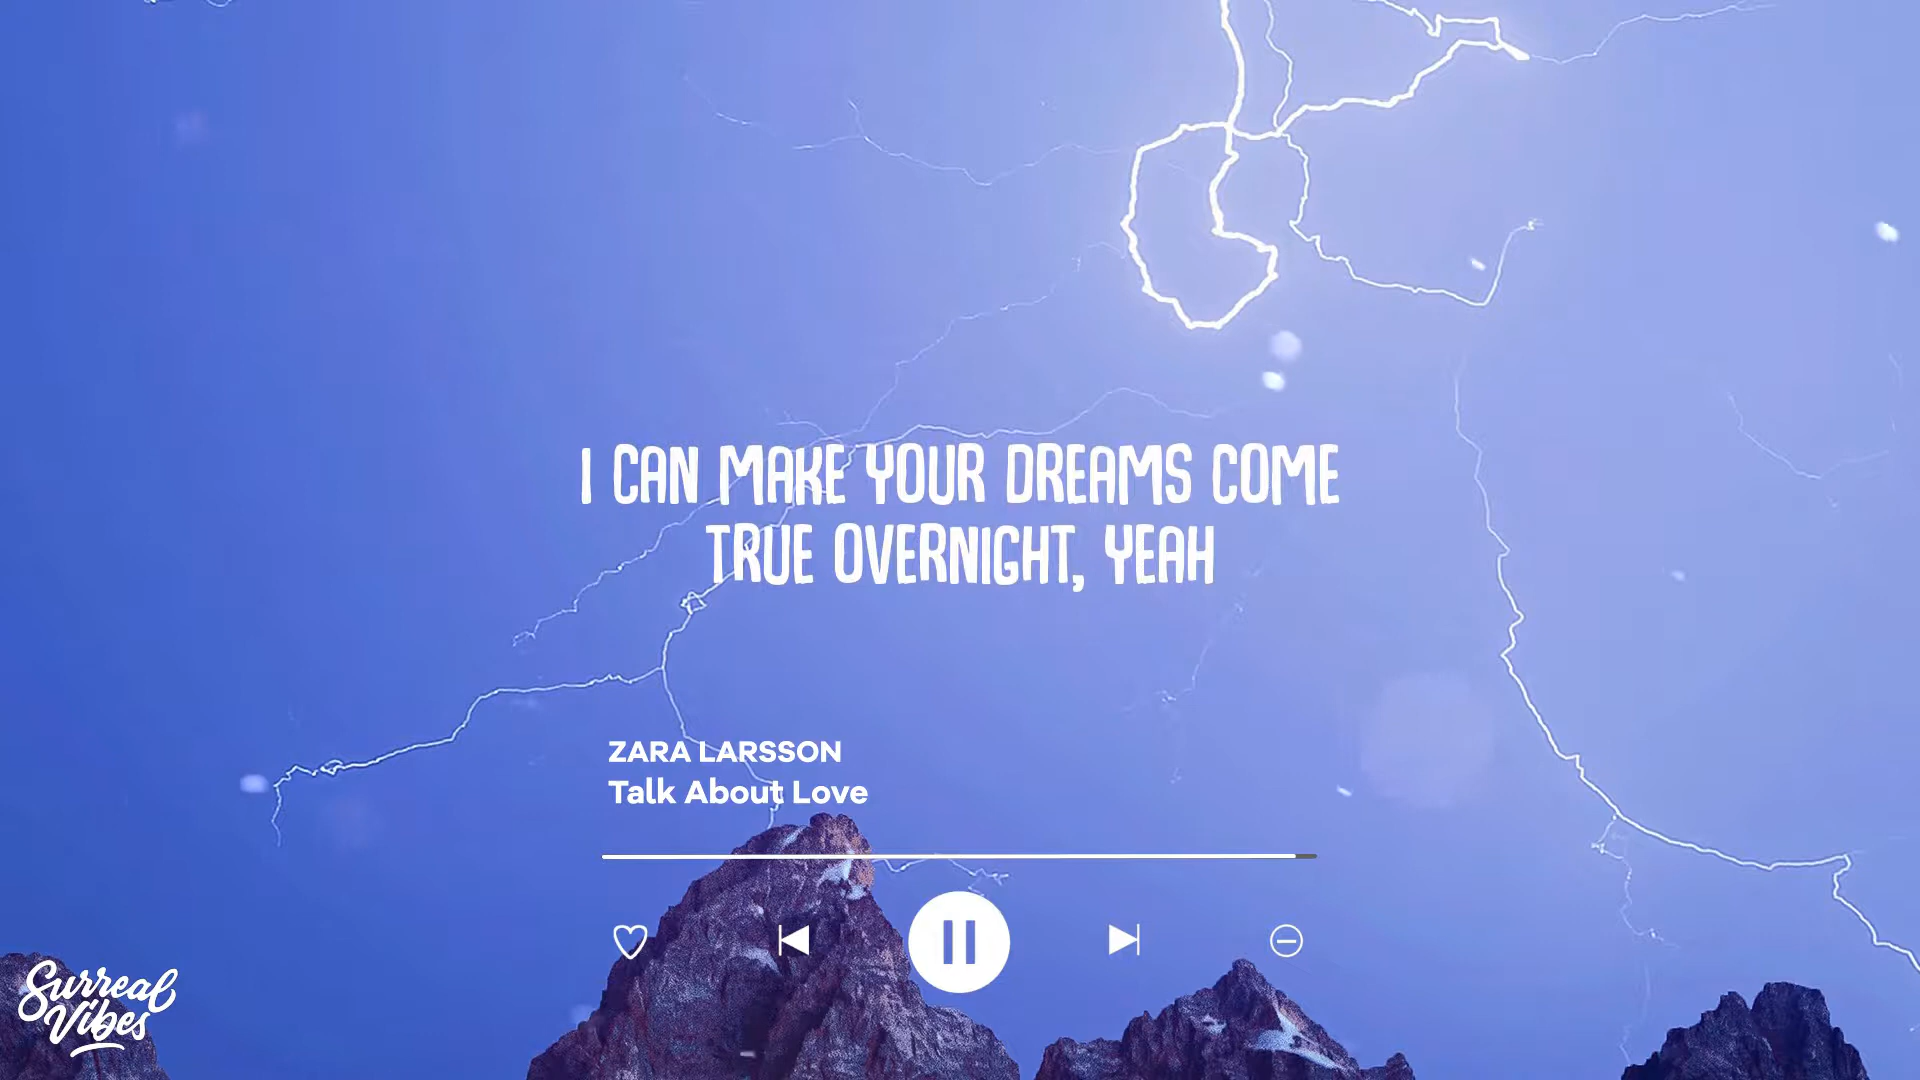 I CAN MAKE YOUR DREAMS COME
TRUE OVERNIGHT, YEAH
ZARA LARSSON
Talk About Love
Surreal
Vibes